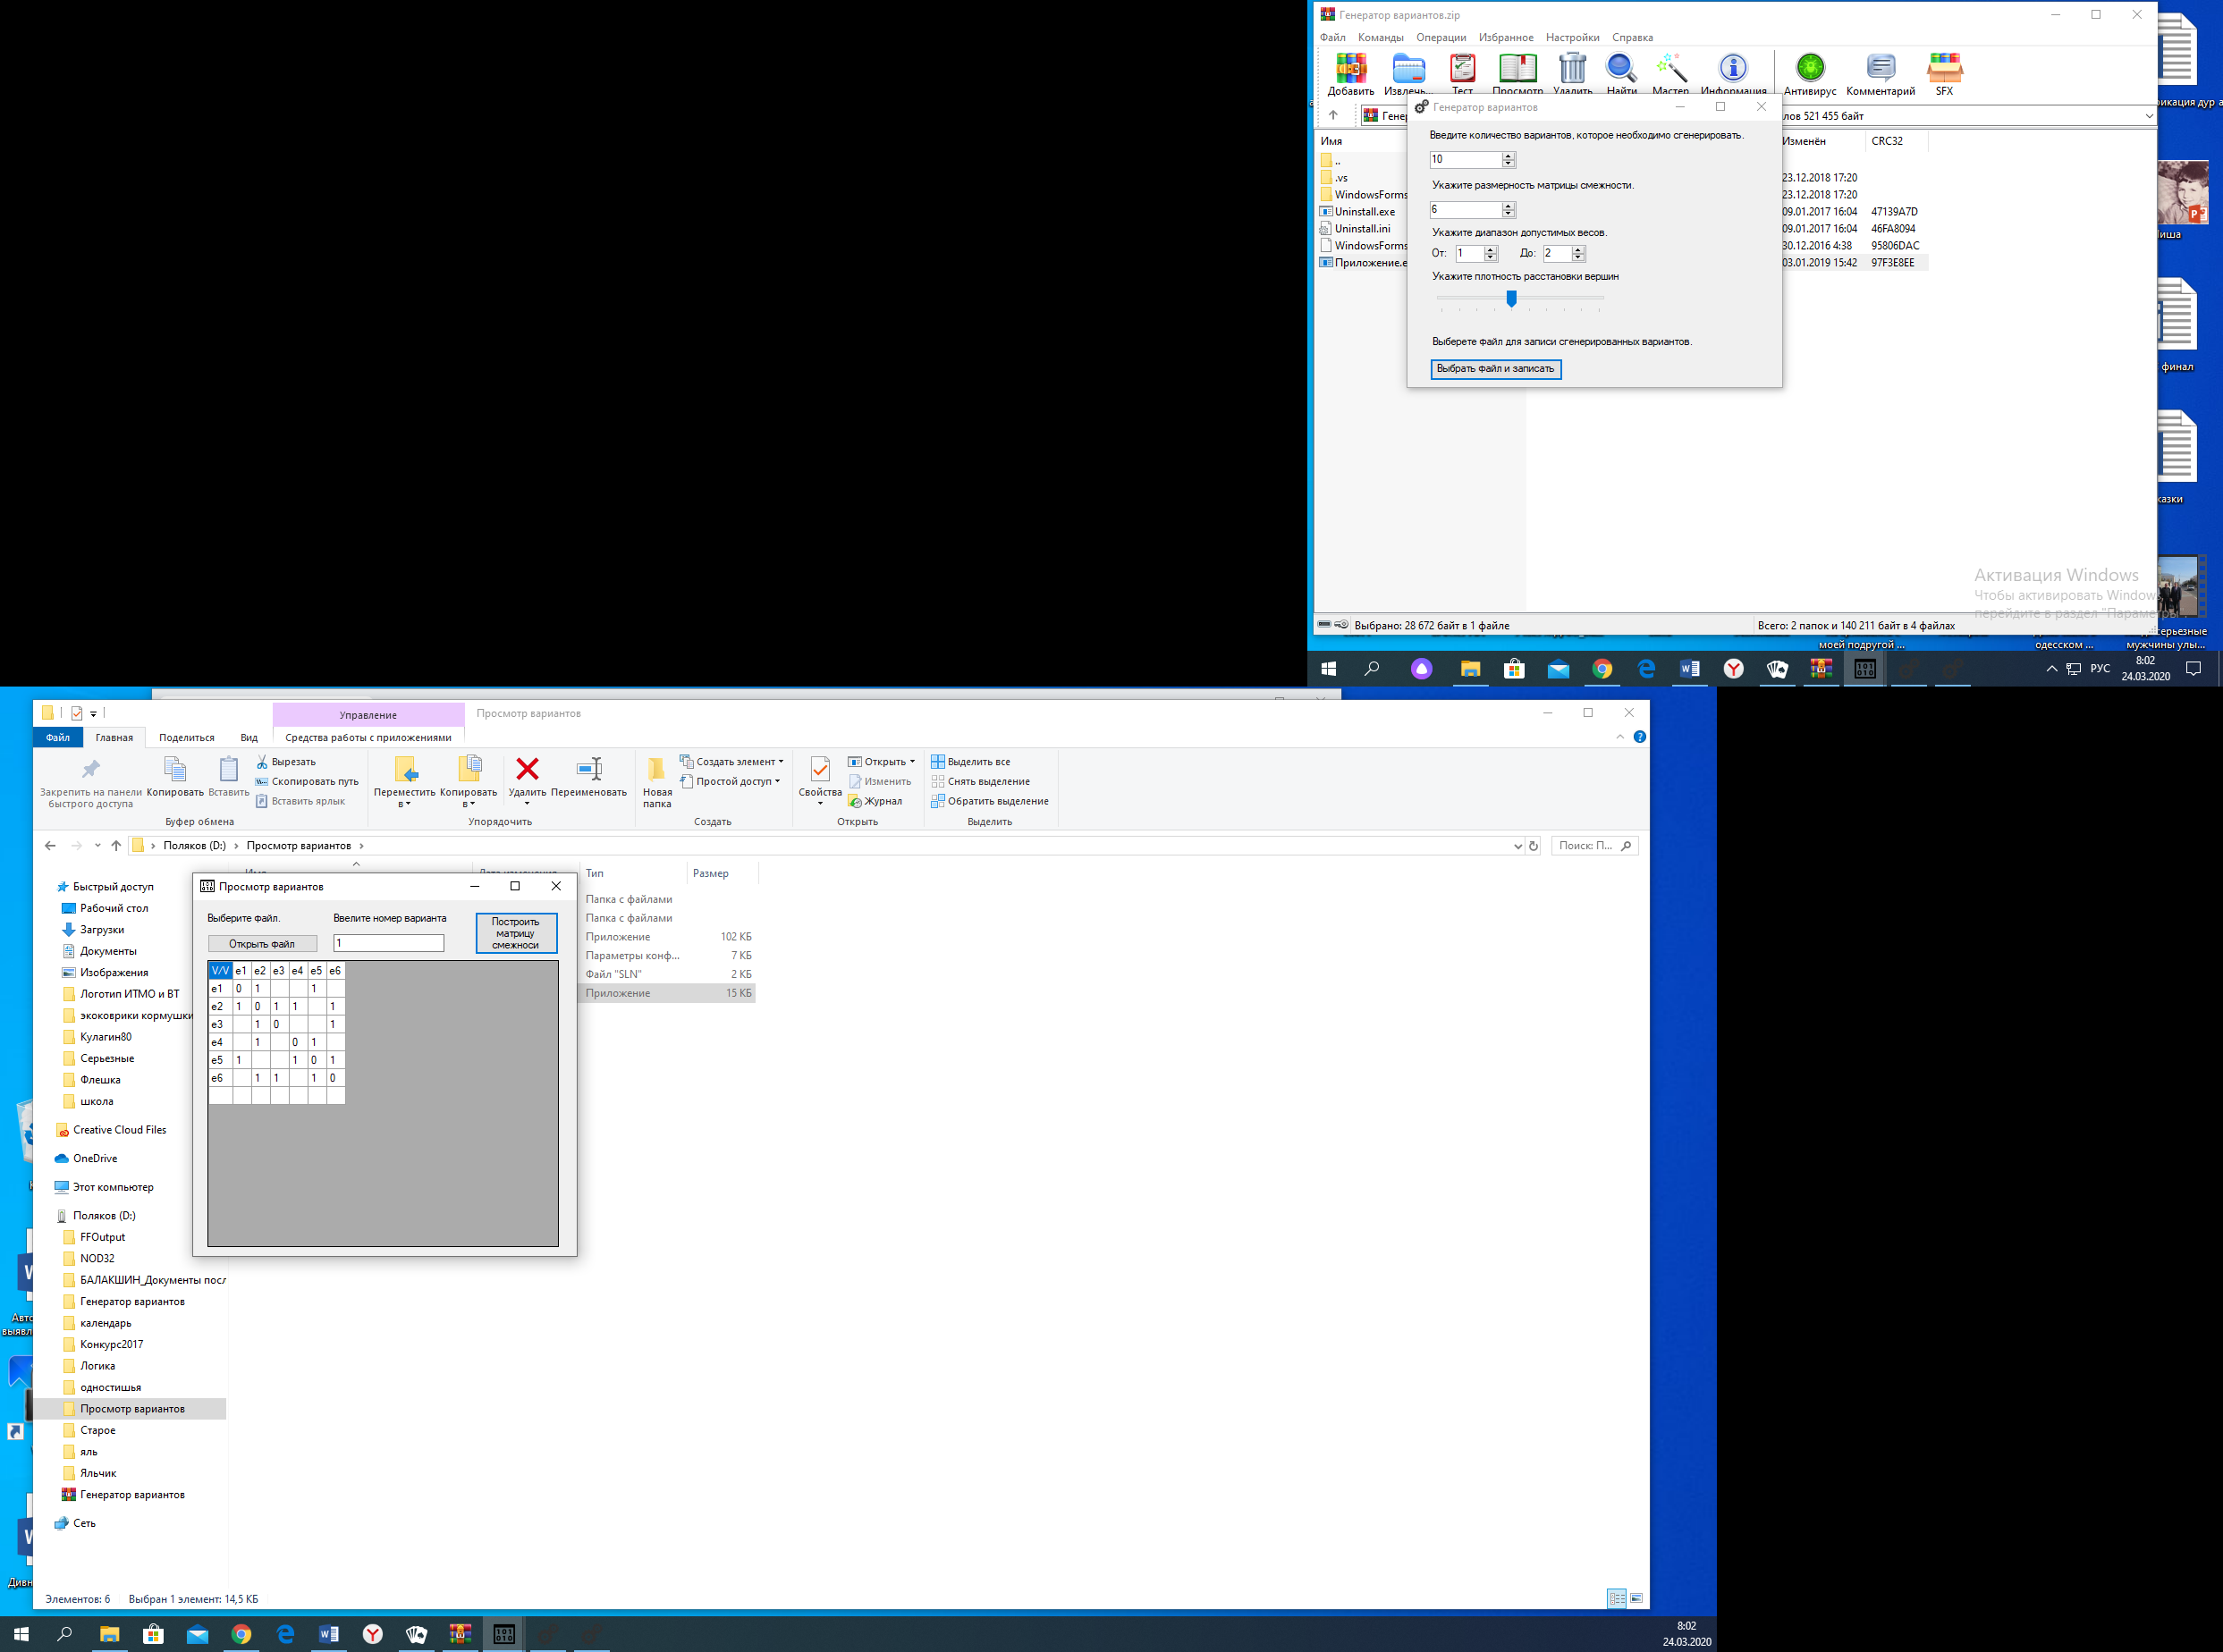 Генератор вариантов.zip
Файл Команды Операции Избранное Настройки Справка
Добавить Извлечь... Тест Просмотр Удалить Найти Мастер Информация Антивирус Комментарий SFX
Генератор вариантов
лов 521 455 байт
Имя Изменён CRC32
..
.vs 23.12.2018 17:20
WindowsForms 23.12.2018 17:20
Uninstall.exe 09.01.2017 16:04 47139A7D
Uninstall.ini 09.01.2017 16:04 46FA8094
WindowsForms 30.12.2016 4:38 95806DAC
Приложение.e 03.01.2019 15:42 97F3E8EE
Введите количество вариантов, которое необходимо сгенерировать.
10
Укажите размерность матрицы смежности.
6
Укажите диапазон допустимых весов.
От: 1 До: 2
Укажите плотность расстановки вершин
Выберете файл для записи сгенерированных вариантов.
Выбрать файл и записать
финал
Активация Windows
Чтобы активировать Windows
перейдите в раздел "Параметры
Выбрано: 28 672 байт в 1 файле Всего: 2 папок и 140 211 байт в 4 файлах
моей подругой ... одесском ... мужчины улы...
РУС 8:02
24.03.2020
Управление Просмотр вариантов
Файл Главная Поделиться Вид Средства работы с приложениями
Закрепить на панели быстрого доступа
Копировать
Вставить
Вырезать
Скопировать путь
Вставить ярлык
Переместить в
Копировать в
Удалить
Переименовать
Новая папка
Создать элемент
Простой доступ
Свойства
Открыть
Изменить
Журнал
Выделить все
Снять выделение
Обратить выделение
Буфер обмена Упорядочить Создать Открыть Выделить
Поляков (D:) Просмотр вариантов
Поиск: П...
Тип Размер
Папка с файлами
Папка с файлами
Приложение 102 КБ
Параметры конф... 7 КБ
Файл "SLN" 2 КБ
Приложение 15 КБ
Быстрый доступ
Рабочий стол
Загрузки
Документы
Изображения
Логотип ИТМО и ВТ
экоковрики кормушки
Кулагин80
Серьезные
Флешка
школа
Creative Cloud Files
OneDrive
Этот компьютер
Поляков (D:)
FFOutput
NOD32
БАЛАКШИН_Документы посл
Генератор вариантов
календарь
Конкурс2017
Логика
одностишья
Просмотр вариантов
Старое
яль
Яльчик
Генератор вариантов
Сеть
Просмотр вариантов
Выберите файл. Ввелите номер варианта
Открыть файл 1
Построить
матрицу
смежноси
V/V e1 e2 e3 e4 e5 e6
e1 0 1 1
e2 1 0 1 1 1
e3 1 0 1
e4 1 0 1
e5 1 1 0 1
e6 1 1 1 0
Элементов: 6 Выбран 1 элемент: 14,5 КБ
8:02
24.03.2020